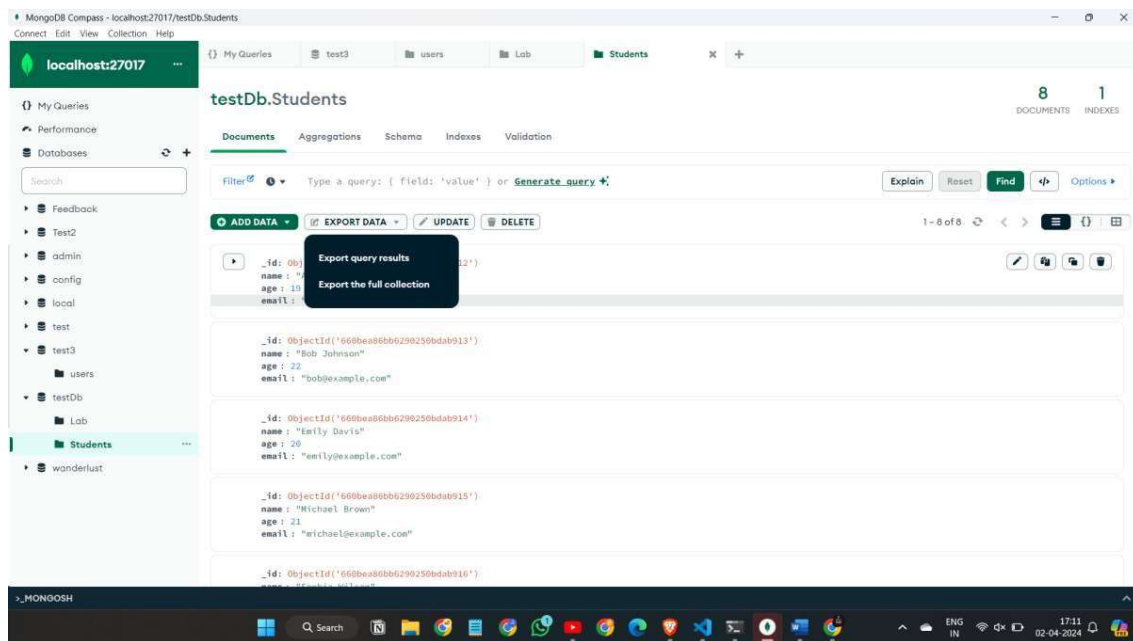 MongoDB Compass - localhost:27017/testDb.Students
Connect Edit View Collection Help
localhost:27017 ...
{} My Queries
Performance
Databases
Search
Feedback
Test2
admin
config
local
test
test3
users
testDb
Lab
Students ...
wanderlust
{} My Queries test3 users Lab Students
testDb.Students
8 DOCUMENTS
1 INDEXES
Documents Aggregations Schema Indexes Validation
Filter Type a query: { field: 'value' } or Generate query
Explain Reset Find </> Options
ADD DATA EXPORT DATA UPDATE DELETE
1 – 8 of 8 {}
Export query results
Export the full collection
_id: Obj 12')
name : "A
age : 19
email : "
_id: ObjectId('660bea86bb6290250bdab913')
name : "Bob Johnson"
age : 22
email : "bob@example.com"
_id: ObjectId('660bea86bb6290250bdab914')
name : "Emily Davis"
age : 20
email : "emily@example.com"
_id: ObjectId('660bea86bb6290250bdab915')
name : "Michael Brown"
age : 21
email : "michael@example.com"
_id: ObjectId('660bea86bb6290250bdab916')
>_MONGOSH
Search
ENG
IN
17:11
02-04-2024